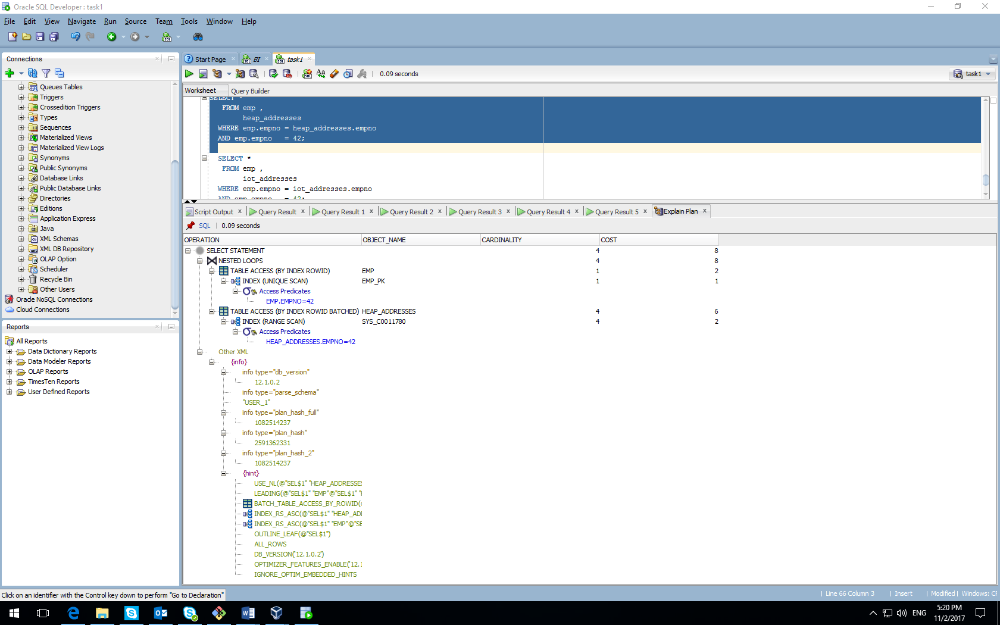 Oracle SQL Developer : task1
File Edit View Navigate Run Source Team Tools Window Help
Connections
Queues Tables
Triggers
Crossedition Triggers
Types
Sequences
Materialized Views
Materialized View Logs
Synonyms
Public Synonyms
Database Links
Public Database Links
Directories
Editions
Application Express
Java
XML Schemas
XML DB Repository
OLAP Option
Scheduler
Recycle Bin
Other Users
Oracle NoSQL Connections
Cloud Connections
Reports
All Reports
Data Dictionary Reports
Data Modeler Reports
OLAP Reports
TimesTen Reports
User Defined Reports
Start Page BI task1
0.09 seconds
task1
Worksheet Query Builder
SELECT *
FROM emp ,
heap_addresses
WHERE emp.empno = heap_addresses.empno
AND emp.empno = 42;
SELECT *
FROM emp ,
iot_addresses
WHERE emp.empno = iot_addresses.empno
AND emp.empno = 42;
Script Output Query Result Query Result 1 Query Result 2 Query Result 3 Query Result 4 Query Result 5 Explain Plan
SQL 0.09 seconds
OPERATION OBJECT_NAME CARDINALITY COST
SELECT STATEMENT 4 8
NESTED LOOPS 4 8
TABLE ACCESS (BY INDEX ROWID) EMP 1 2
INDEX (UNIQUE SCAN) EMP_PK 1 1
Access Predicates
EMP.EMPNO=42
TABLE ACCESS (BY INDEX ROWID BATCHED) HEAP_ADDRESSES 4 6
INDEX (RANGE SCAN) SYS_C0011780 4 2
Access Predicates
HEAP_ADDRESSES.EMPNO=42
Other XML
{info}
info type="db_version"
12.1.0.2
info type="parse_schema"
"USER_1"
info type="plan_hash_full"
1082514237
info type="plan_hash"
2591362331
info type="plan_hash_2"
1082514237
{hint}
USE_NL(@"SEL$1" "HEAP_ADDRESSES
LEADING(@"SEL$1" "EMP"@"SEL$1" "
BATCH_TABLE_ACCESS_BY_ROWID(
INDEX_RS_ASC(@"SEL$1" "HEAP_ADD
INDEX_RS_ASC(@"SEL$1" "EMP"@"SE
OUTLINE_LEAF(@"SEL$1")
ALL_ROWS
DB_VERSION('12.1.0.2')
OPTIMIZER_FEATURES_ENABLE('12.1
IGNORE_OPTIM_EMBEDDED_HINTS
Click on an identifier with the Control key down to perform "Go to Declaration"
Line 66 Column 3 Insert Modified Windows: CF
ENG
5:20 PM
11/2/2017